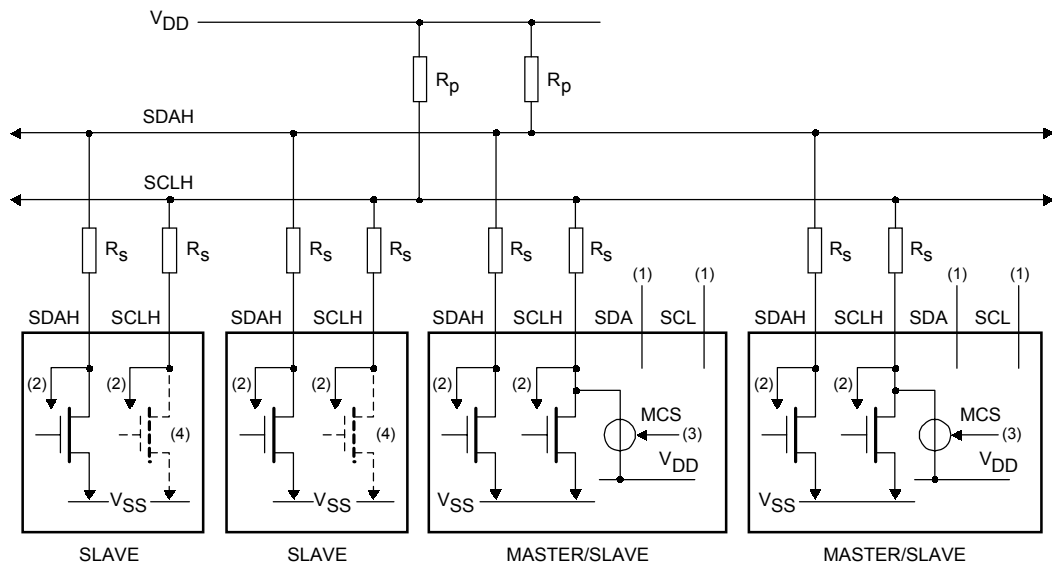 VDD
Rp Rp
SDAH
SCLH
Rs Rs Rs Rs Rs Rs Rs Rs
(1) (1) (1) (1)
SDAH SCLH SDAH SCLH SDAH SCLH SDA SCL SDAH SCLH SDA SCL
(2) (2) (2) (2) (2) (2) (2) (2)
MCS MCS
(4) (4) (3) (3)
VDD VDD
VSS VSS VSS VSS
SLAVE SLAVE MASTER/SLAVE MASTER/SLAVE